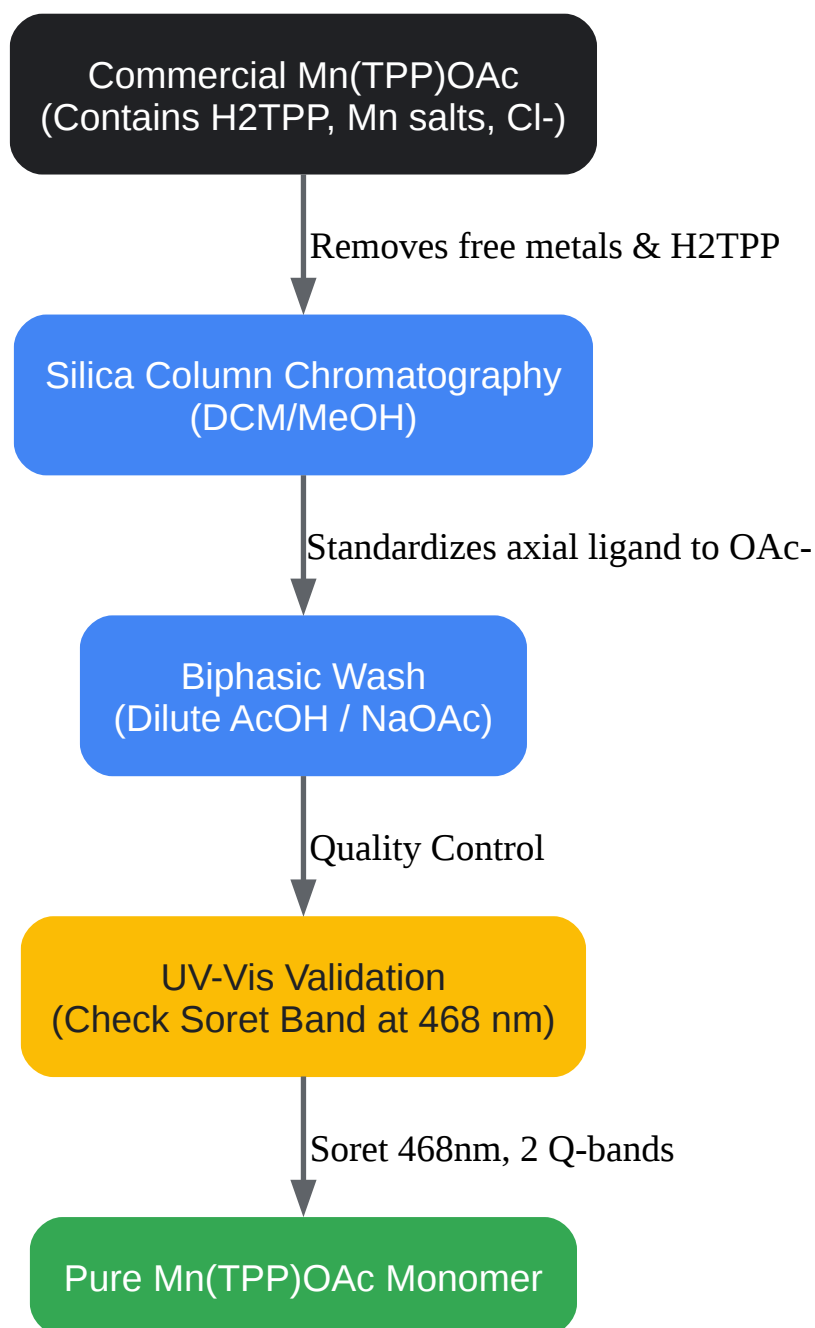 Commercial Mn(TPP)OAc
(Contains H2TPP, Mn salts, Cl-)
Removes free metals & H2TPP
Silica Column Chromatography
(DCM/MeOH)
Standardizes axial ligand to OAc-
Biphasic Wash
(Dilute AcOH / NaOAc)
Quality Control
UV-Vis Validation
(Check Soret Band at 468 nm)
Soret 468nm, 2 Q-bands
Pure Mn(TPP)OAc Monomer